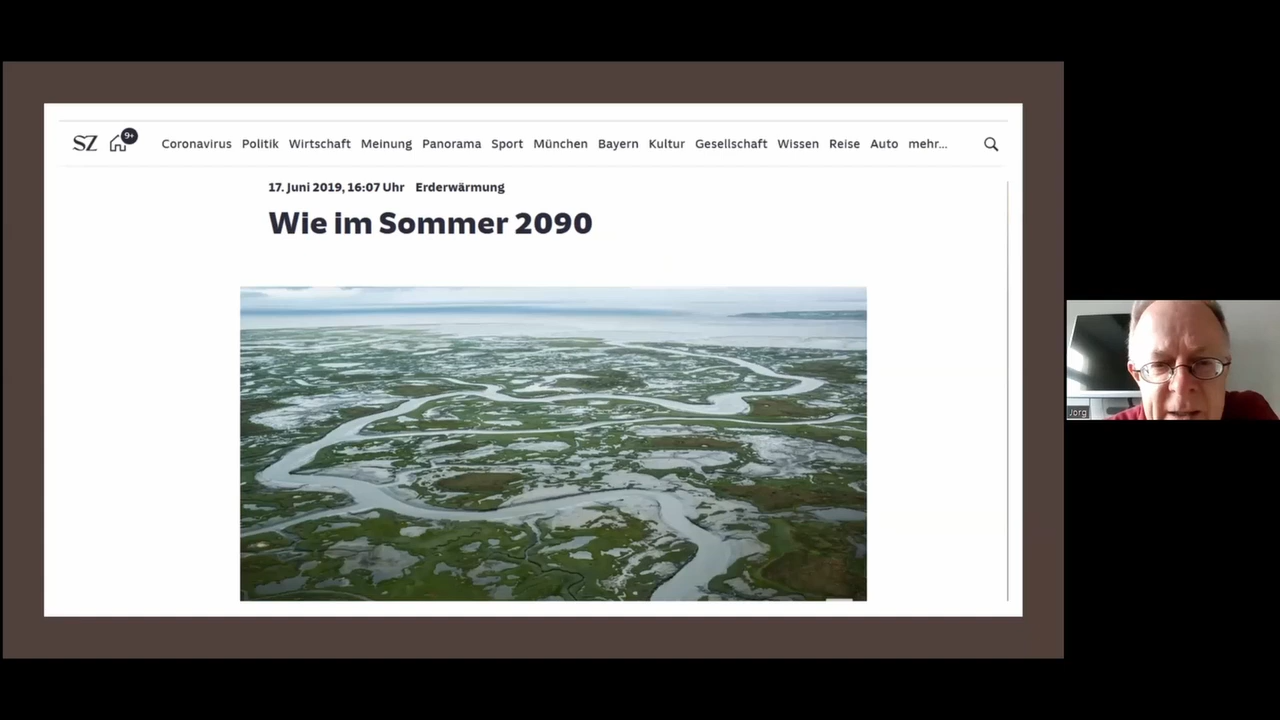 SZ 9+ Coronavirus Politik Wirtschaft Meinung Panorama Sport München Bayern Kultur Gesellschaft Wissen Reise Auto mehr...
17. Juni 2019, 16:07 Uhr Erderwärmung
Wie im Sommer 2090
Jorg